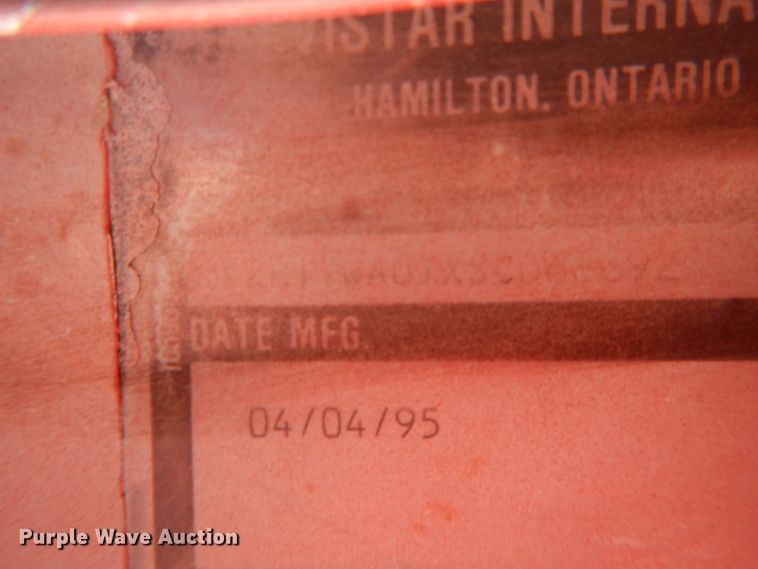 ISTAR INTERNA
HAMILTON, ONTARIO
DATE MFG.
04/04/95
Purple Wave Auction